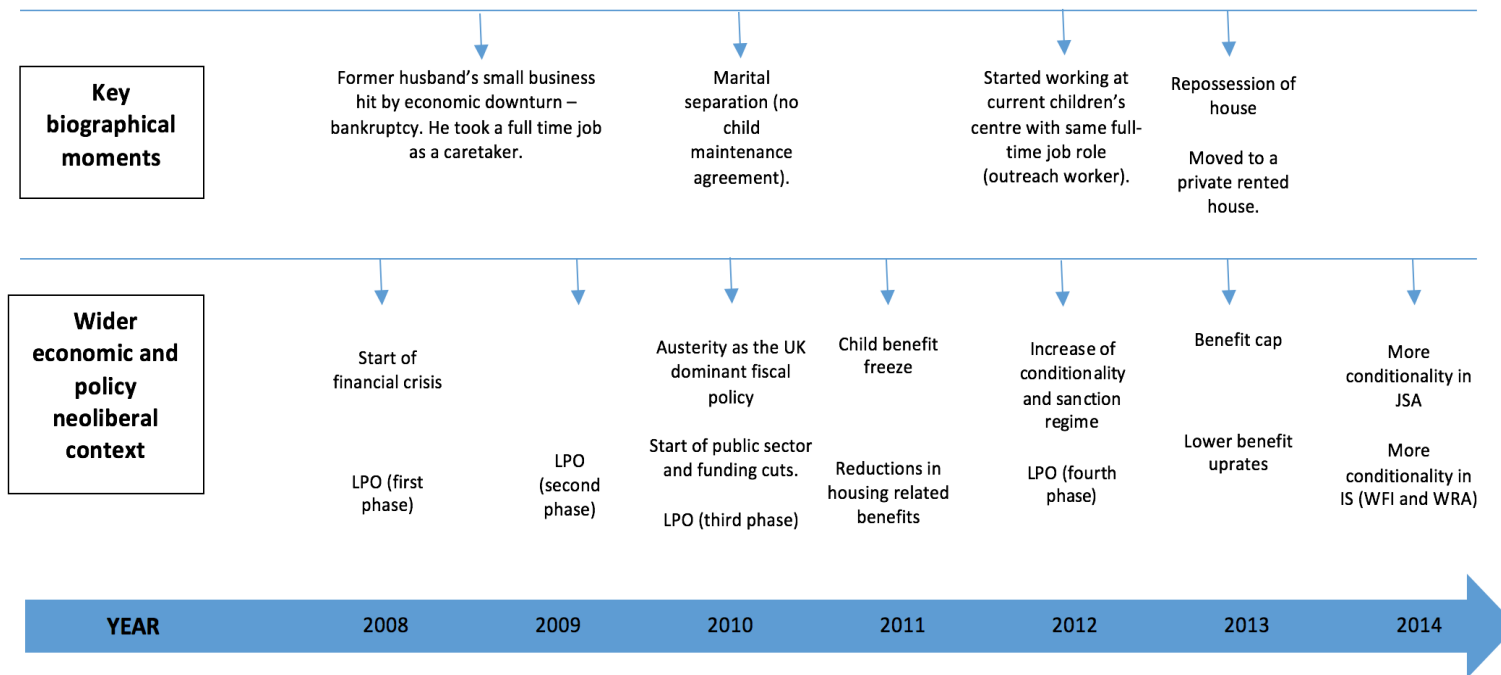 Key
biographical
moments
Former husband’s small business
hit by economic downturn –
bankruptcy. He took a full time job
as a caretaker.
Marital
separation (no
child
maintenance
agreement).
Started working at
current children’s
centre with same full-
time job role
(outreach worker).
Repossession of
house
Moved to a
private rented
house.
Wider
economic and
policy
neoliberal
context
Start of
financial crisis
LPO (first
phase)
LPO
(second
phase)
Austerity as the UK
dominant fiscal
policy
Start of public sector
and funding cuts.
LPO (third phase)
Child benefit
freeze
Reductions in
housing related
benefits
Increase of
conditionality
and sanction
regime
LPO (fourth
phase)
Benefit cap
Lower benefit
uprates
More
conditionality in
JSA
More
conditionality in
IS (WFI and WRA)
YEAR 2008 2009 2010 2011 2012 2013 2014